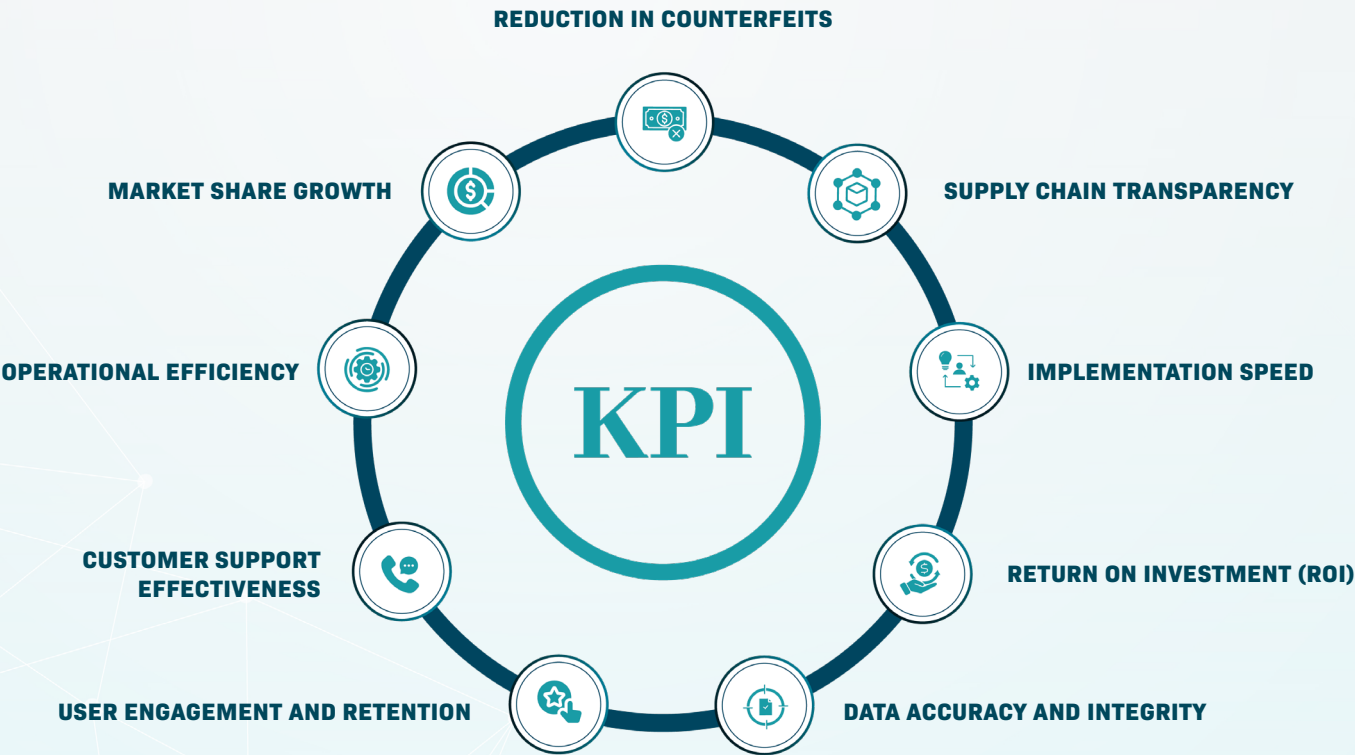 REDUCTION IN COUNTERFEITS
MARKET SHARE GROWTH
SUPPLY CHAIN TRANSPARENCY
OPERATIONAL EFFICIENCY
IMPLEMENTATION SPEED
KPI
CUSTOMER SUPPORT
EFFECTIVENESS
RETURN ON INVESTMENT (ROI)
USER ENGAGEMENT AND RETENTION
DATA ACCURACY AND INTEGRITY